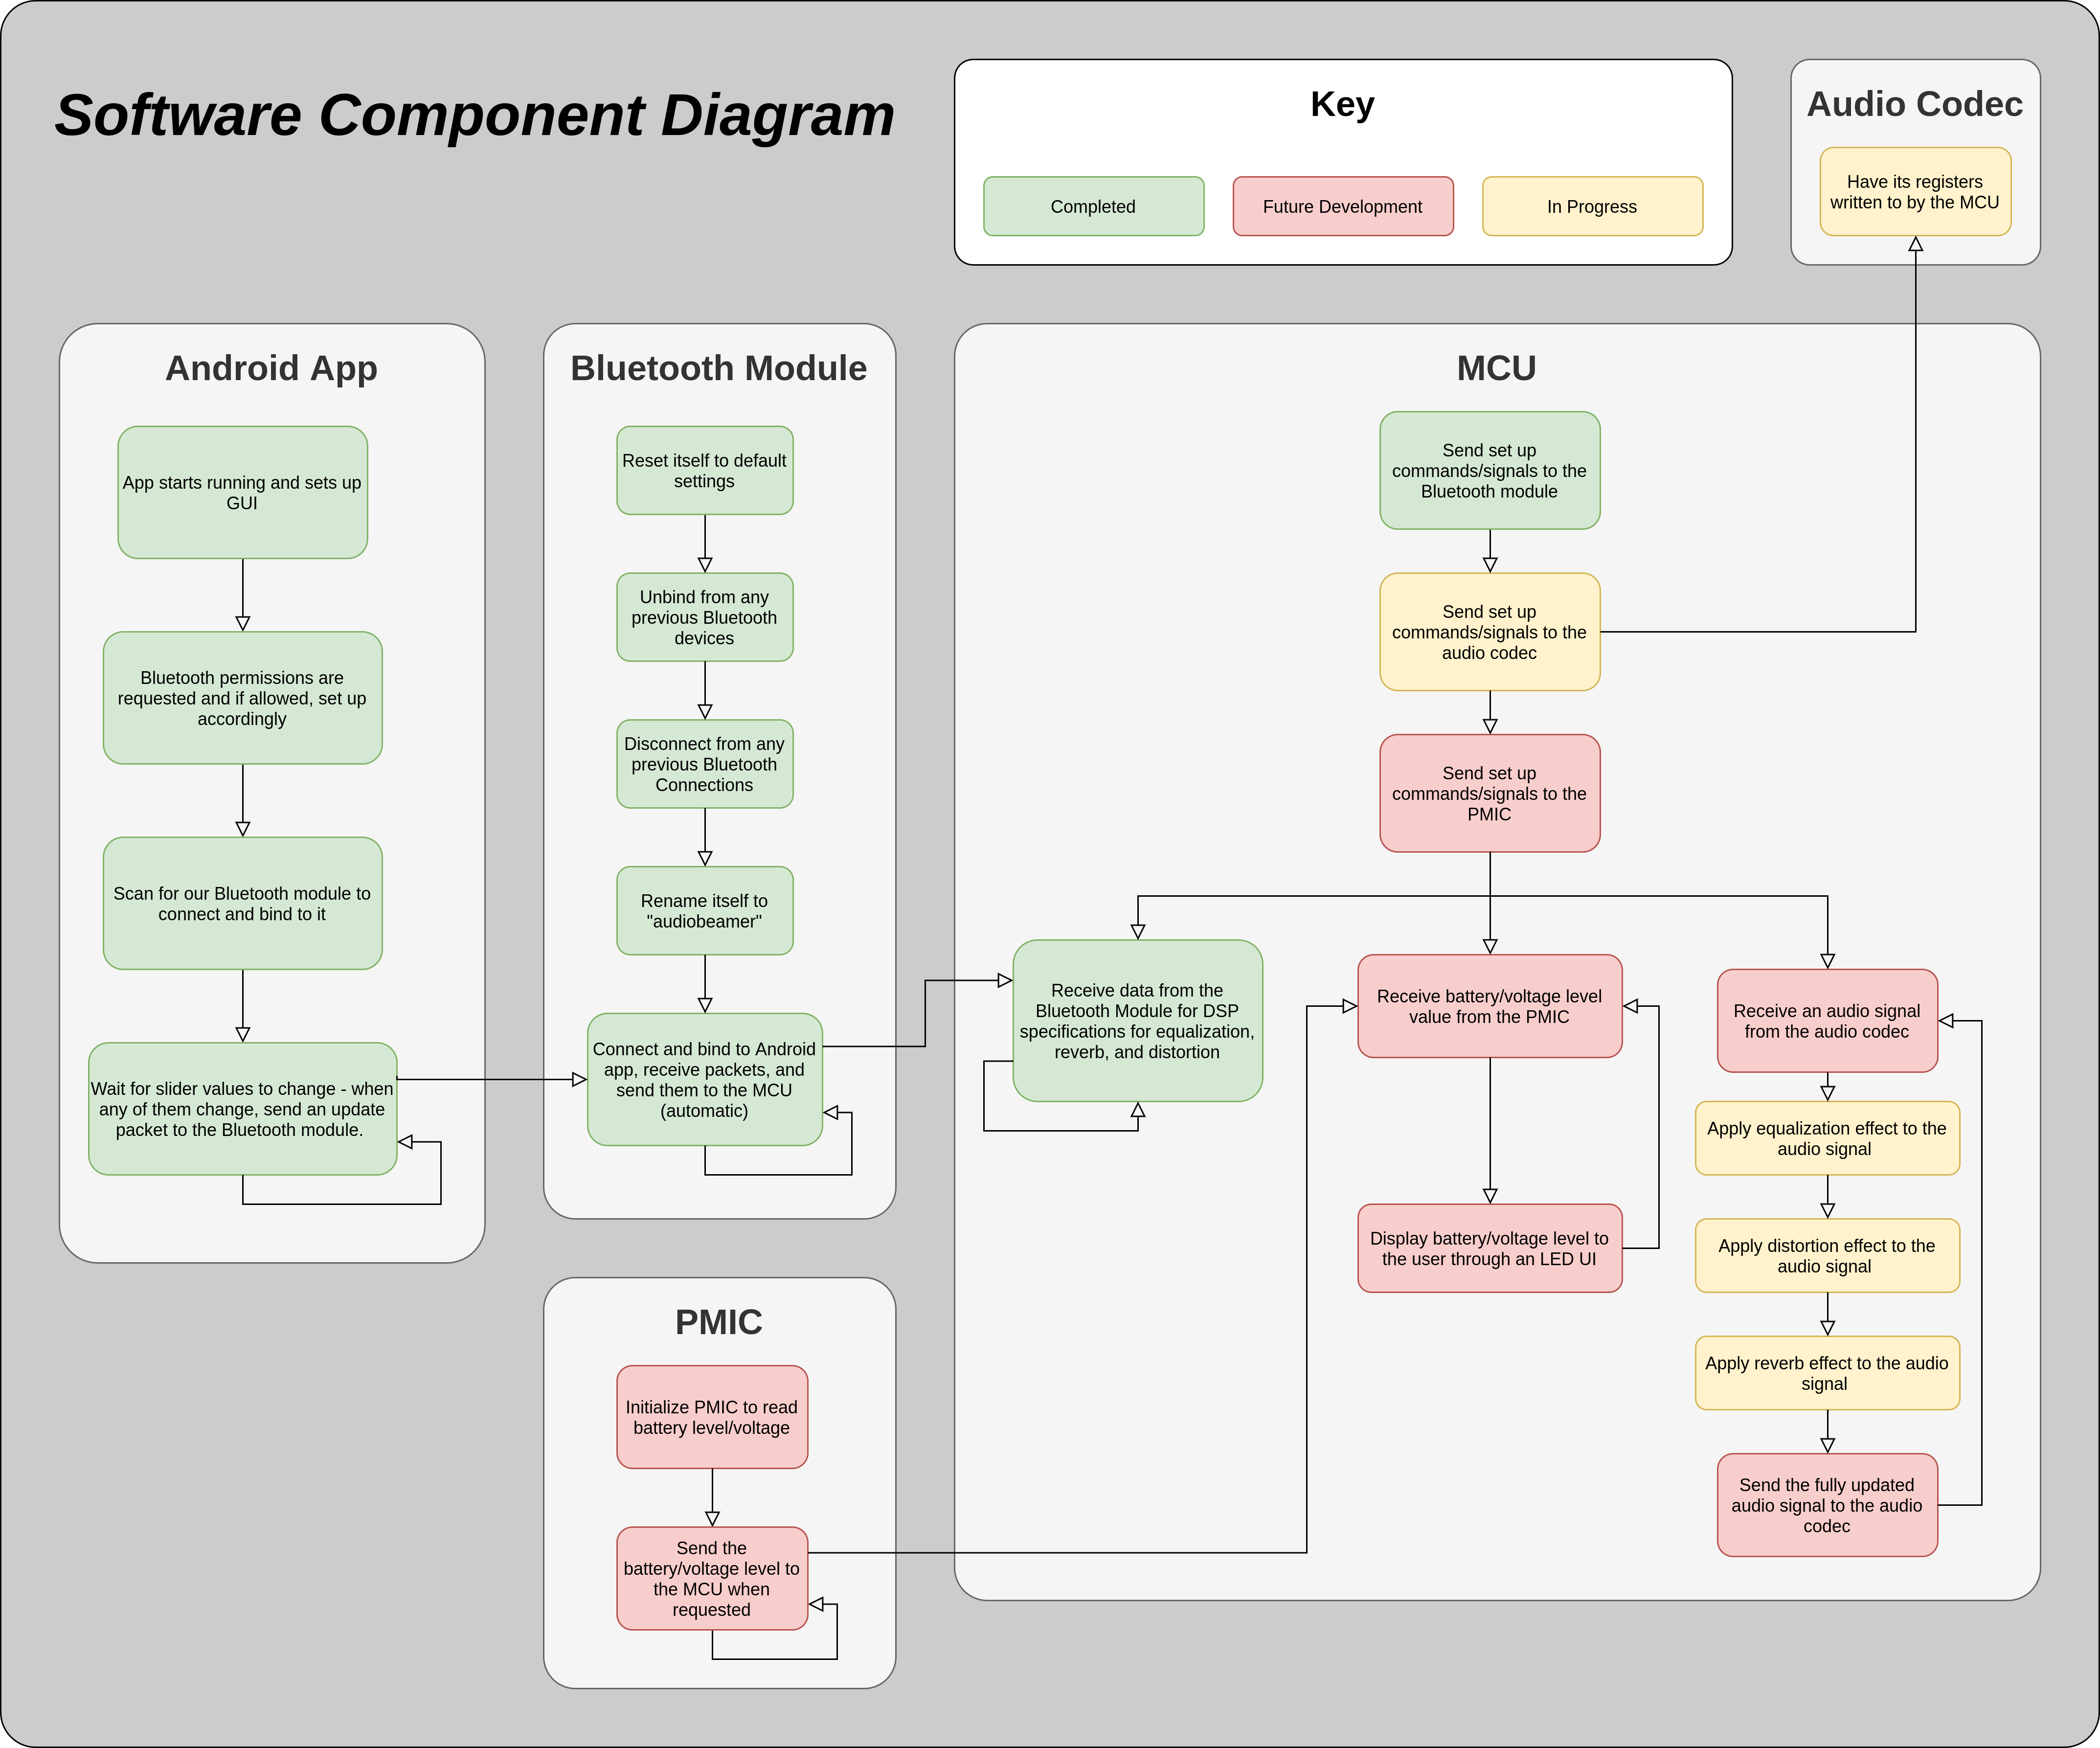 Software Component Diagram
Key
Completed
Future Development
In Progress
Audio Codec
Have its registers
written to by the MCU
Android App
App starts running and sets up
GUI
Bluetooth permissions are
requested and if allowed, set up
accordingly
Scan for our Bluetooth module to
connect and bind to it
Wait for slider values to change - when
any of them change, send an update
packet to the Bluetooth module.
Bluetooth Module
Reset itself to default
settings
Unbind from any
previous Bluetooth
devices
Disconnect from any
previous Bluetooth
Connections
Rename itself to
"audiobeamer"
Connect and bind to Android
app, receive packets, and
send them to the MCU
(automatic)
PMIC
Initialize PMIC to read
battery level/voltage
Send the
battery/voltage level to
the MCU when
requested
MCU
Send set up
commands/signals to the
Bluetooth module
Send set up
commands/signals to the
audio codec
Send set up
commands/signals to the
PMIC
Receive data from the
Bluetooth Module for DSP
specifications for equalization,
reverb, and distortion
Receive battery/voltage level
value from the PMIC
Display battery/voltage level to
the user through an LED UI
Receive an audio signal
from the audio codec
Apply equalization effect to the
audio signal
Apply distortion effect to the
audio signal
Apply reverb effect to the audio
signal
Send the fully updated
audio signal to the audio
codec